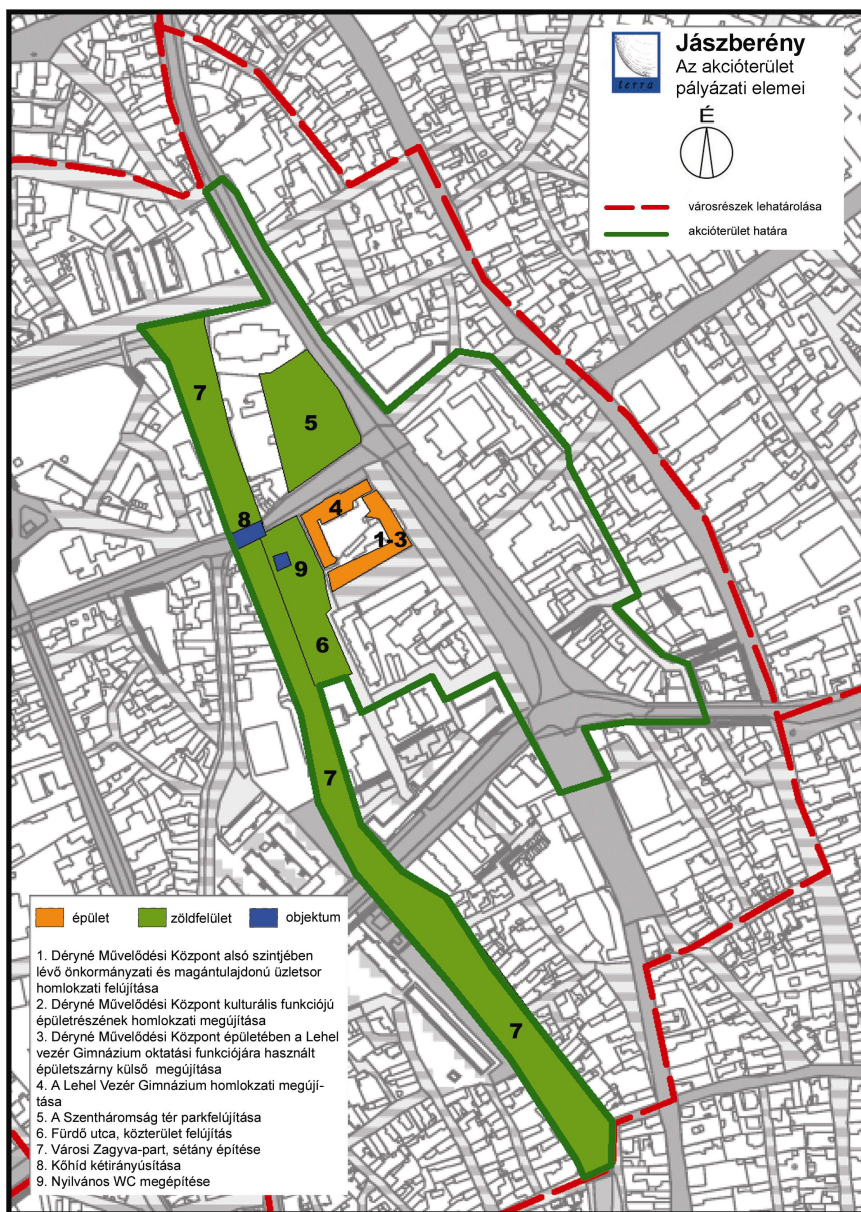 Jászberény
Az akcióterület
pályázati elemei
terra
É
városrészek lehatárolása
akcióterület határa
7
5
4
8
1-3
9
6
7
7
épület
zöldfelület
objektum
1. Déryné Művelődési Központ alsó szintjében
lévő önkormányzati és magántulajdonú üzletsor
homlokzati felújítása
2. Déryné Művelődési Központ kulturális funkciójú
épületrészének homlokzati megújítása
3. Déryné Művelődési Központ épületében a Lehel
vezér Gimnázium oktatási funkciójára használt
épületszárny külső megújítása
4. A Lehel Vezér Gimnázium homlokzati megújí-
tása
5. A Szentháromság tér parkfelújítása
6. Fürdő utca, közterület felújítás
7. Városi Zagyva-part, sétány építése
8. Kőhíd kétirányúsítása
9. Nyilvános WC megépítése